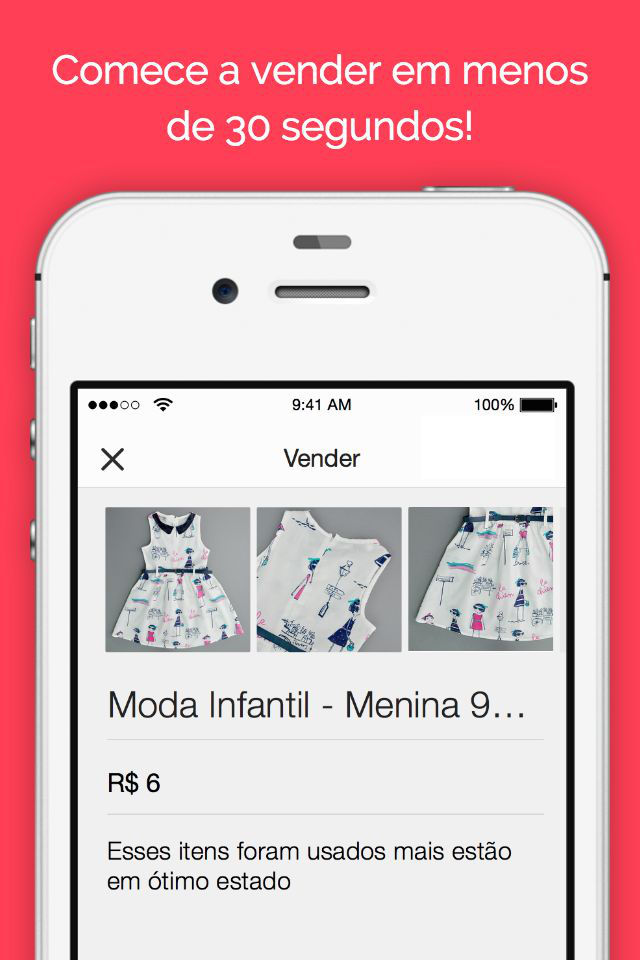 Comece a vender em menos
de 30 segundos!
9:41 AM
100%
Vender
Moda Infantil - Menina 9...
R$ 6
Esses itens foram usados mais estão
em ótimo estado